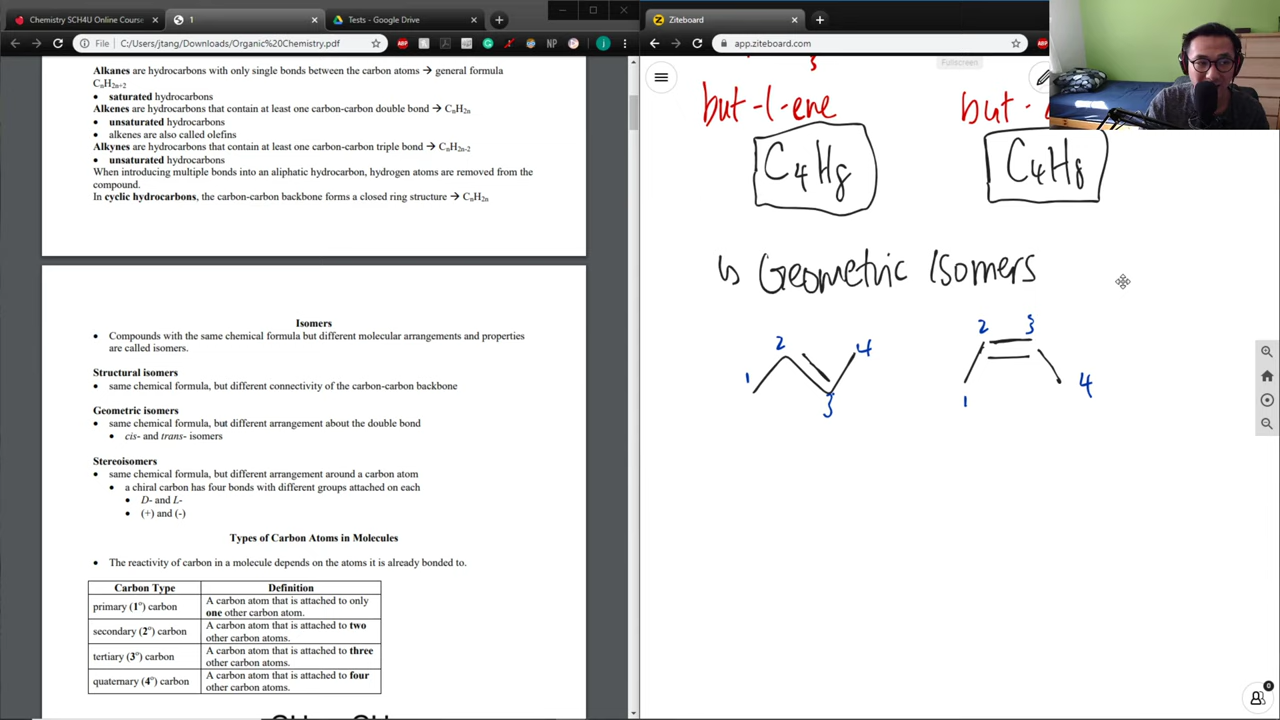 Chemistry SCH4U Online Course
1
Tests - Google Drive
File
C:/Users/jtang/Downloads/Organic%20Chemistry.pdf
ABP
NP
j
Alkanes are hydrocarbons with only single bonds between the carbon atoms → general formula
CnH2n+2
• saturated hydrocarbons
Alkenes are hydrocarbons that contain at least one carbon-carbon double bond → CnH2n
• unsaturated hydrocarbons
• alkenes are also called olefins
Alkynes are hydrocarbons that contain at least one carbon-carbon triple bond → CnH2n-2
• unsaturated hydrocarbons
When introducing multiple bonds into an aliphatic hydrocarbon, hydrogen atoms are removed from the
compound.
In cyclic hydrocarbons, the carbon-carbon backbone forms a closed ring structure → CnH2n
Isomers
• Compounds with the same chemical formula but different molecular arrangements and properties
are called isomers.
Structural isomers
• same chemical formula, but different connectivity of the carbon-carbon backbone
Geometric isomers
• same chemical formula, but different arrangement about the double bond
• cis- and trans- isomers
Stereoisomers
• same chemical formula, but different arrangement around a carbon atom
• a chiral carbon has four bonds with different groups attached on each
• D- and L-
• (+) and (-)
Types of Carbon Atoms in Molecules
• The reactivity of carbon in a molecule depends on the atoms it is already bonded to.
Carbon Type Definition
primary (1°) carbon A carbon atom that is attached to only
one other carbon atom.
secondary (2°) carbon A carbon atom that is attached to two
other carbon atoms.
tertiary (3°) carbon A carbon atom that is attached to three
other carbon atoms.
quaternary (4°) carbon A carbon atom that is attached to four
other carbon atoms.
Ziteboard
app.ziteboard.com
ABP
Fullscreen
but-1-ene but-
C4H8 C4H8
↳ Geometric Isomers
1 2 3 4
1 2 3 4
0